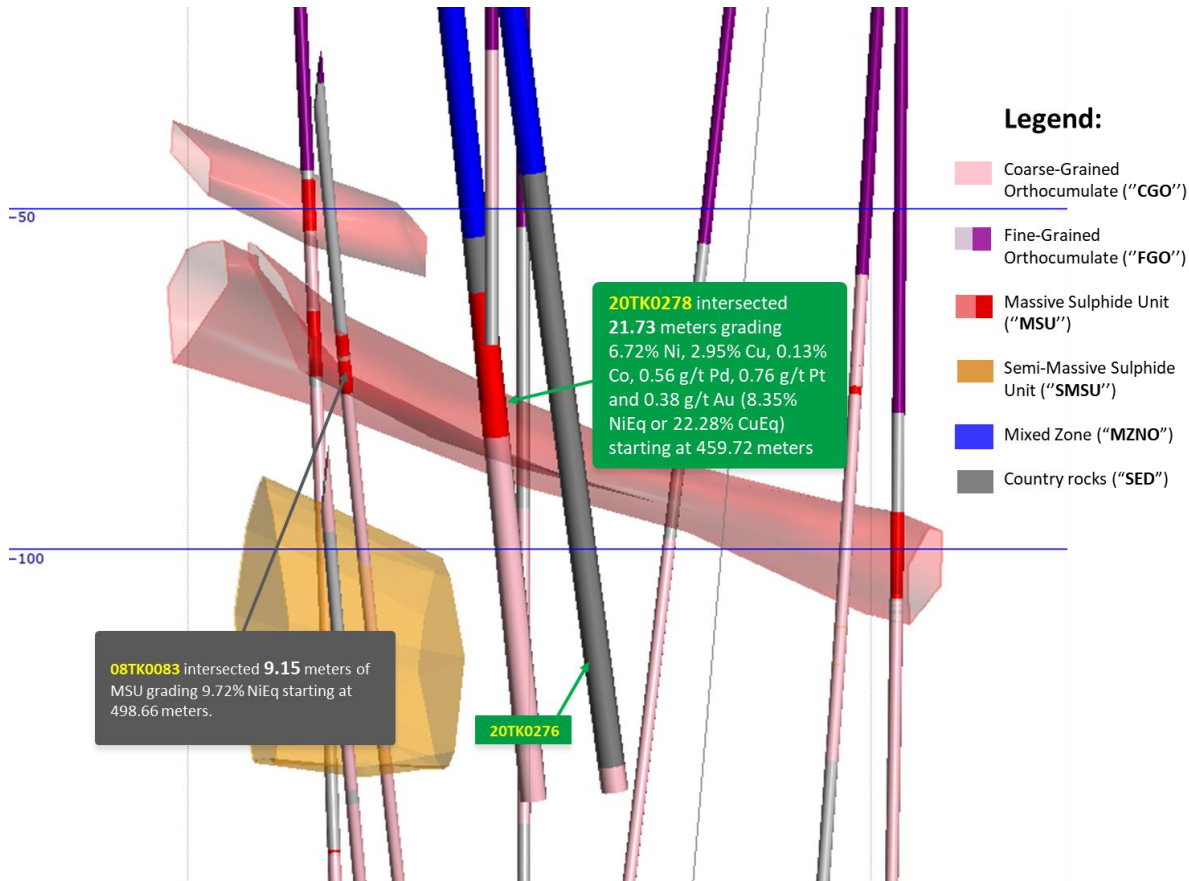 Legend:
Coarse-Grained
Orthocumulate (‘‘CGO’’)
Fine-Grained
Orthocumulate (‘‘FGO’’)
Massive Sulphide Unit
(‘‘MSU’’)
Semi-Massive Sulphide
Unit (‘‘SMSU’’)
Mixed Zone (“MZNO”)
Country rocks (“SED”)
-50
20TK0278 intersected
21.73 meters grading
6.72% Ni, 2.95% Cu, 0.13%
Co, 0.56 g/t Pd, 0.76 g/t Pt
and 0.38 g/t Au (8.35%
NiEq or 22.28% CuEq)
starting at 459.72 meters
-100
08TK0083 intersected 9.15 meters of
MSU grading 9.72% NiEq starting at
498.66 meters.
20TK0276